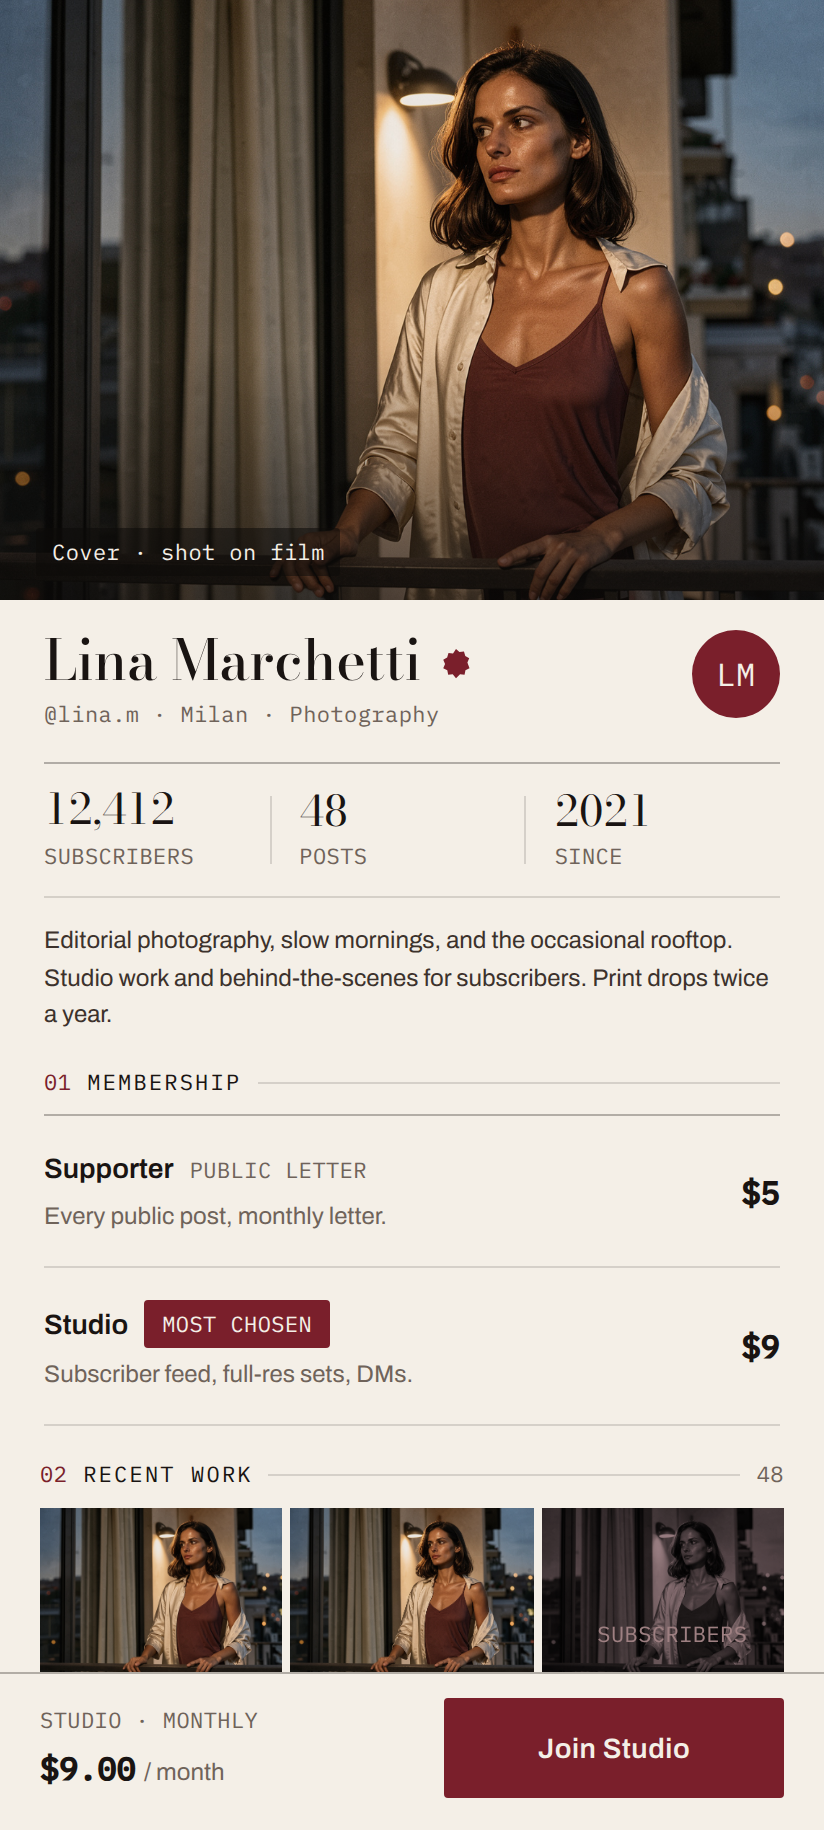 Cover · shot on film
Lina Marchetti
LM
@lina.m · Milan · Photography
12,412
SUBSCRIBERS
48
POSTS
2021
SINCE
Editorial photography, slow mornings, and the occasional rooftop.
Studio work and behind-the-scenes for subscribers. Print drops twice
a year.
01 MEMBERSHIP
Supporter PUBLIC LETTER
Every public post, monthly letter.
$5
Studio MOST CHOSEN
Subscriber feed, full-res sets, DMs.
$9
02 RECENT WORK 48
SUBSCRIBERS
STUDIO · MONTHLY
$9.00 / month
Join Studio